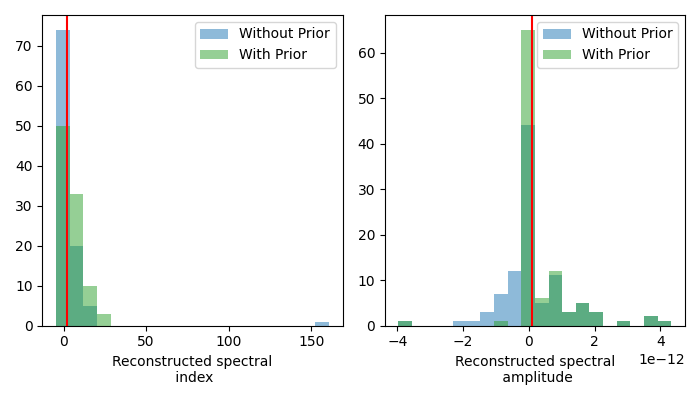 Without Prior
With Prior
70
60
50
40
30
20
10
0
0
50
100
150
Reconstructed spectral
index
Without Prior
With Prior
60
50
40
30
20
10
0
−4
−2
0
2
4
1e−12
Reconstructed spectral
amplitude